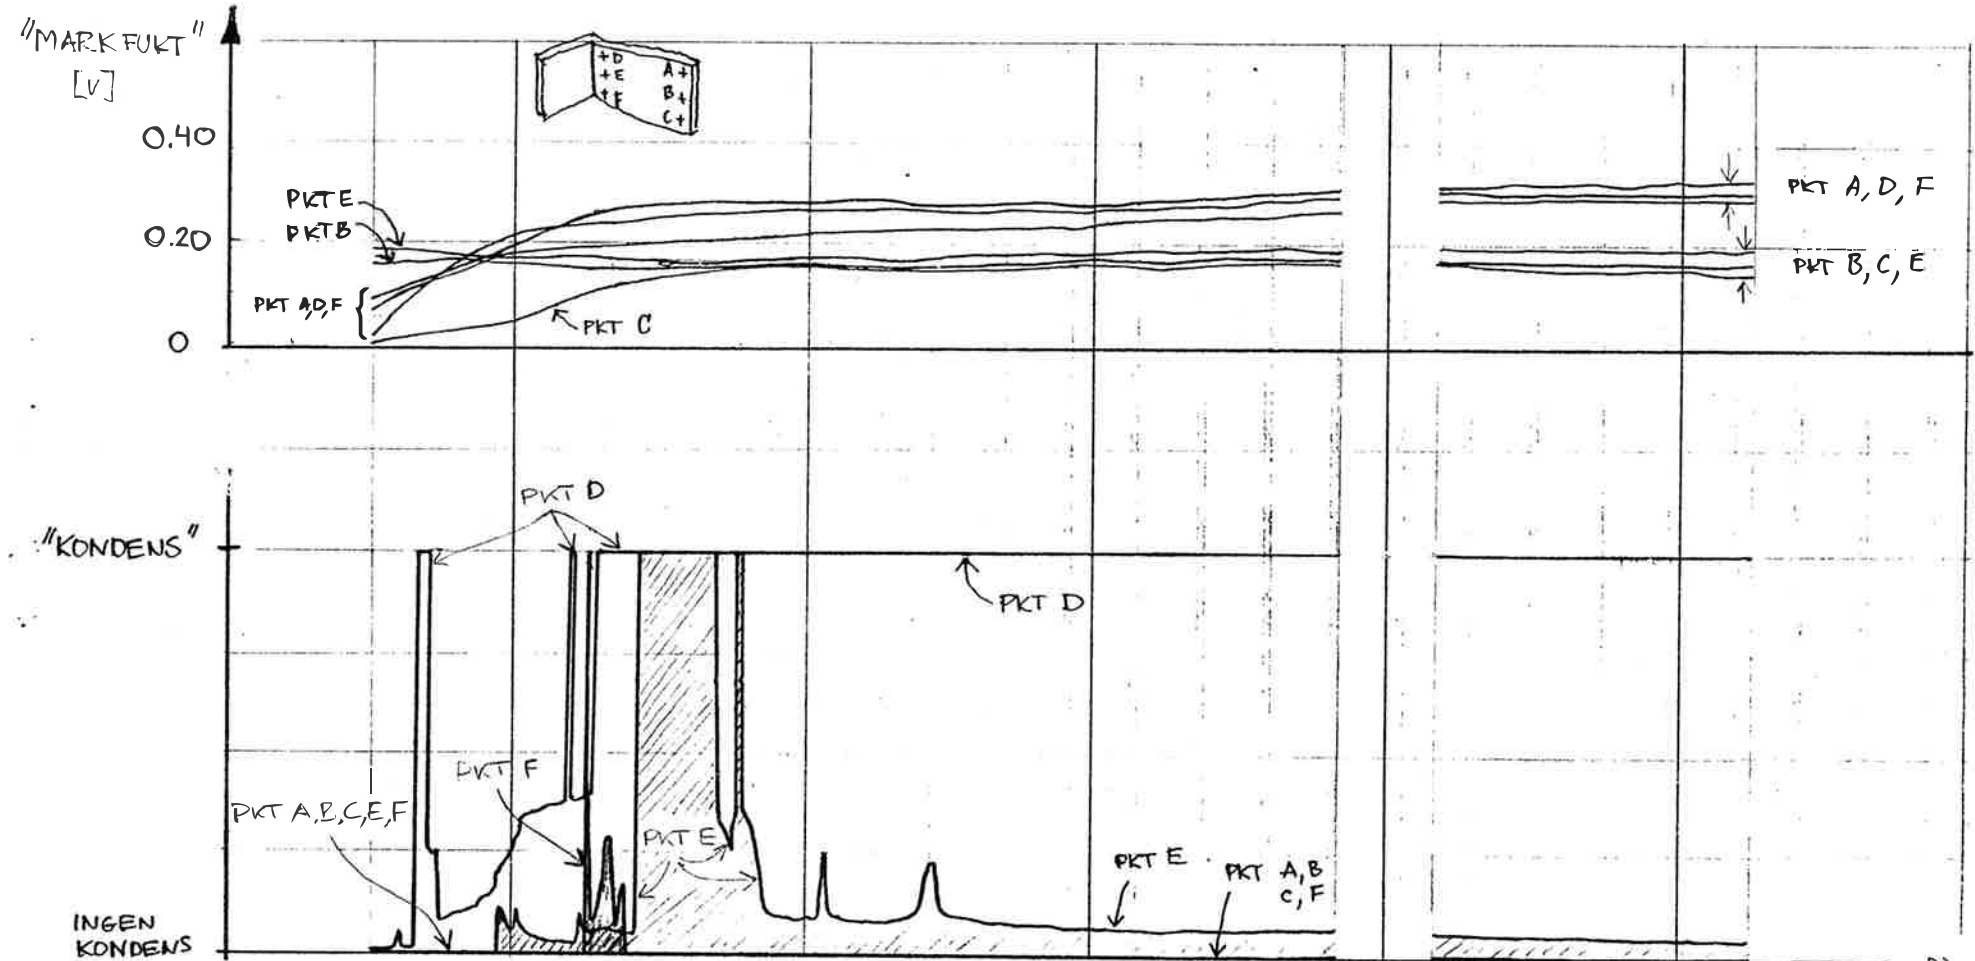 "MARKFUKT"
[V]
+D
+E
+F
A+
B+
C+
0.40
PKT E
PKT B
0.20
PKT A,D,F
0
PKT C
PKT A, D, F
PKT B, C, E
PKT D
"KONDENS"
PKT D
PKT F
PKT A,B,C,E,F
PKT E
PKT E
PKT A,B
C,F
INGEN
KONDENS